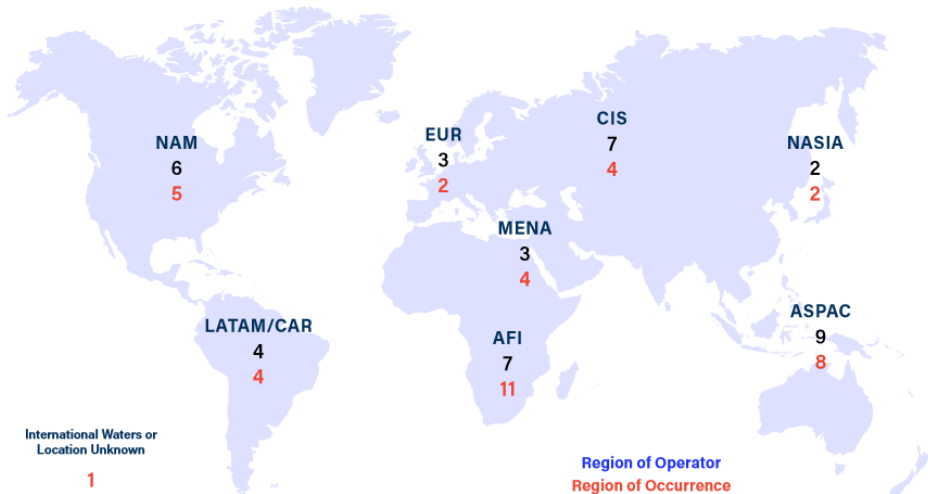 NAM
6
5
EUR
3
2
CIS
7
4
NASIA
2
2
MENA
3
4
LATAM/CAR
4
4
AFI
7
11
ASPAC
9
8
International Waters or
Location Unknown
1
Region of Operator
Region of Occurrence